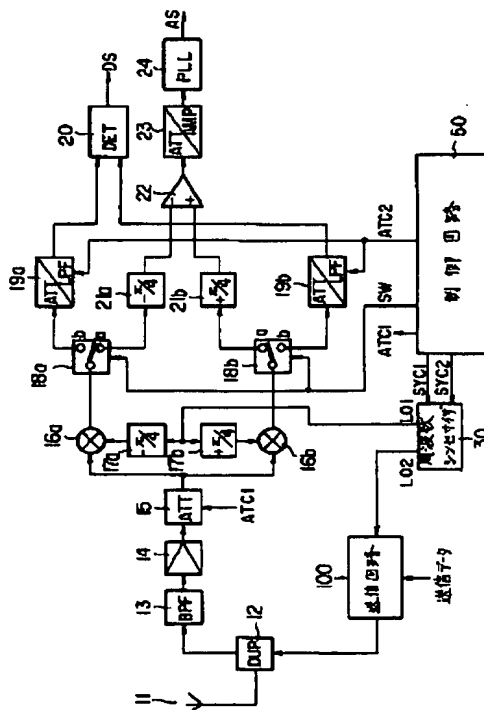 11
DUP
12
BPF
13
14
ATT
15
ATC1
16a
16b
17a
-π/4
17b
+π/4
18a
b
a
18b
a
b
19a
ATT
LPF
19b
ATT
LPF
21a
-π/4
21b
+π/4
DET
20
DS
22
ATT
AMP
23
PLL
24
AS
100
送信回路
送信データ
LO2
LO1
周波数
シンセサイザ
30
SYC1
SYC2
ATC1
SW
ATC2
制御回路
50